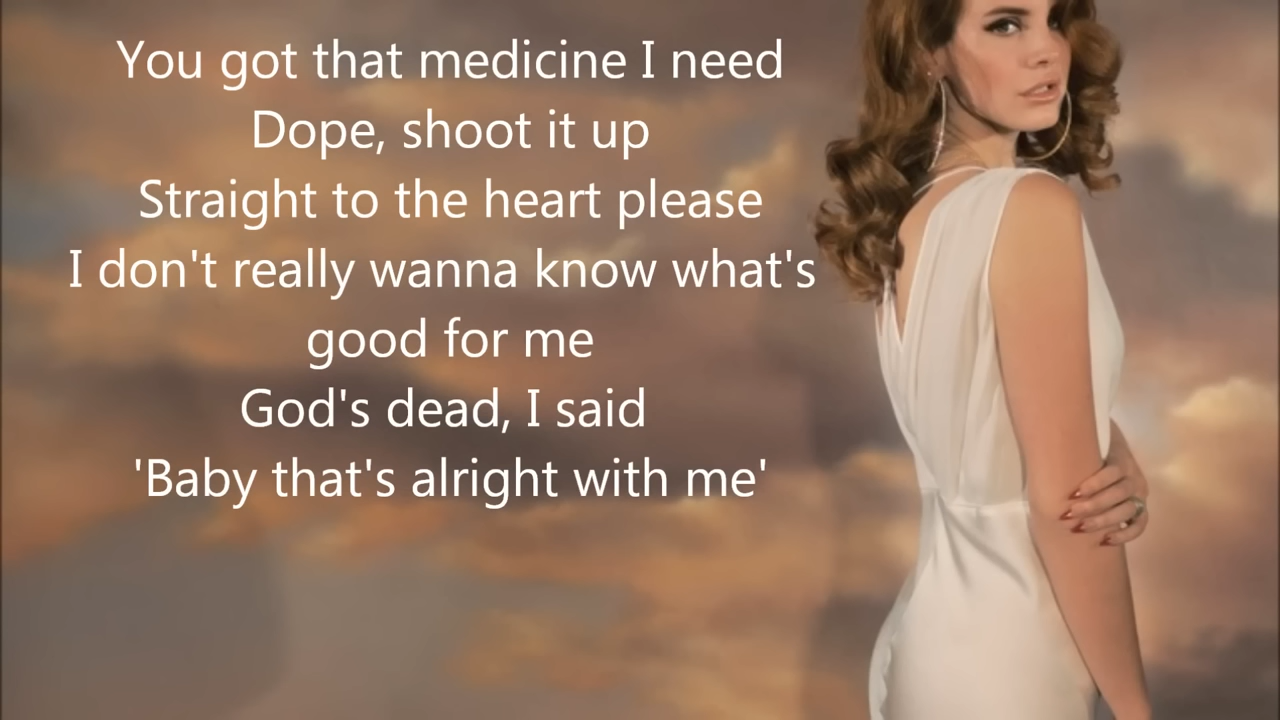 You got that medicine I need
Dope, shoot it up
Straight to the heart please
I don't really wanna know what's
good for me
God's dead, I said
'Baby that's alright with me'